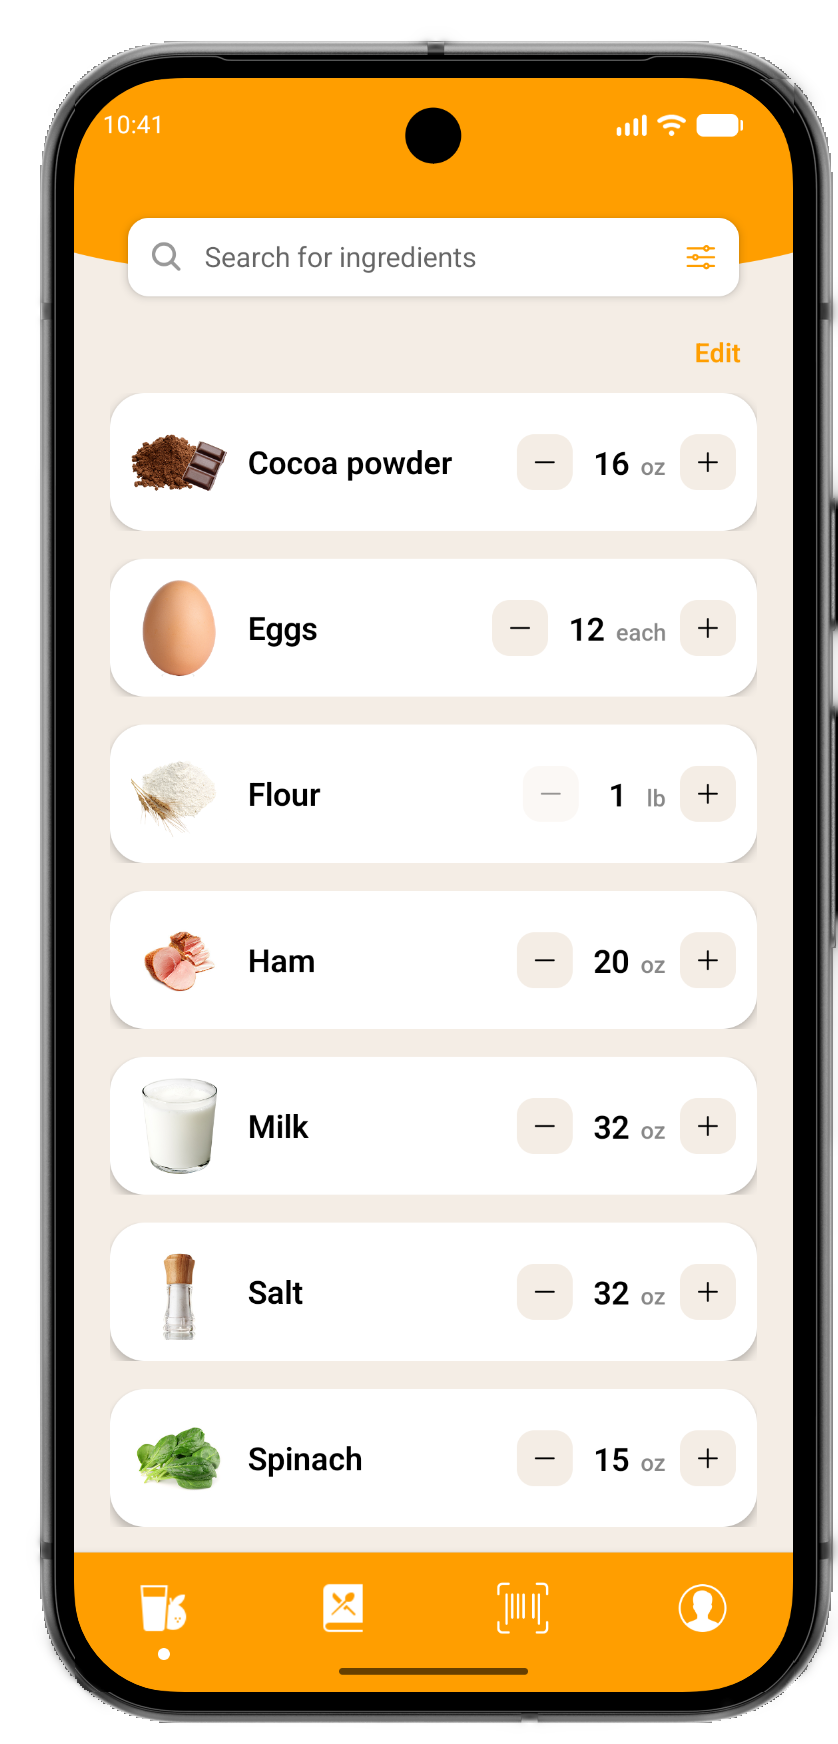 10:41
Search for ingredients
Edit
Cocoa powder − 16 oz +
Eggs − 12 each +
Flour − 1 lb +
Ham − 20 oz +
Milk − 32 oz +
Salt − 32 oz +
Spinach − 15 oz +